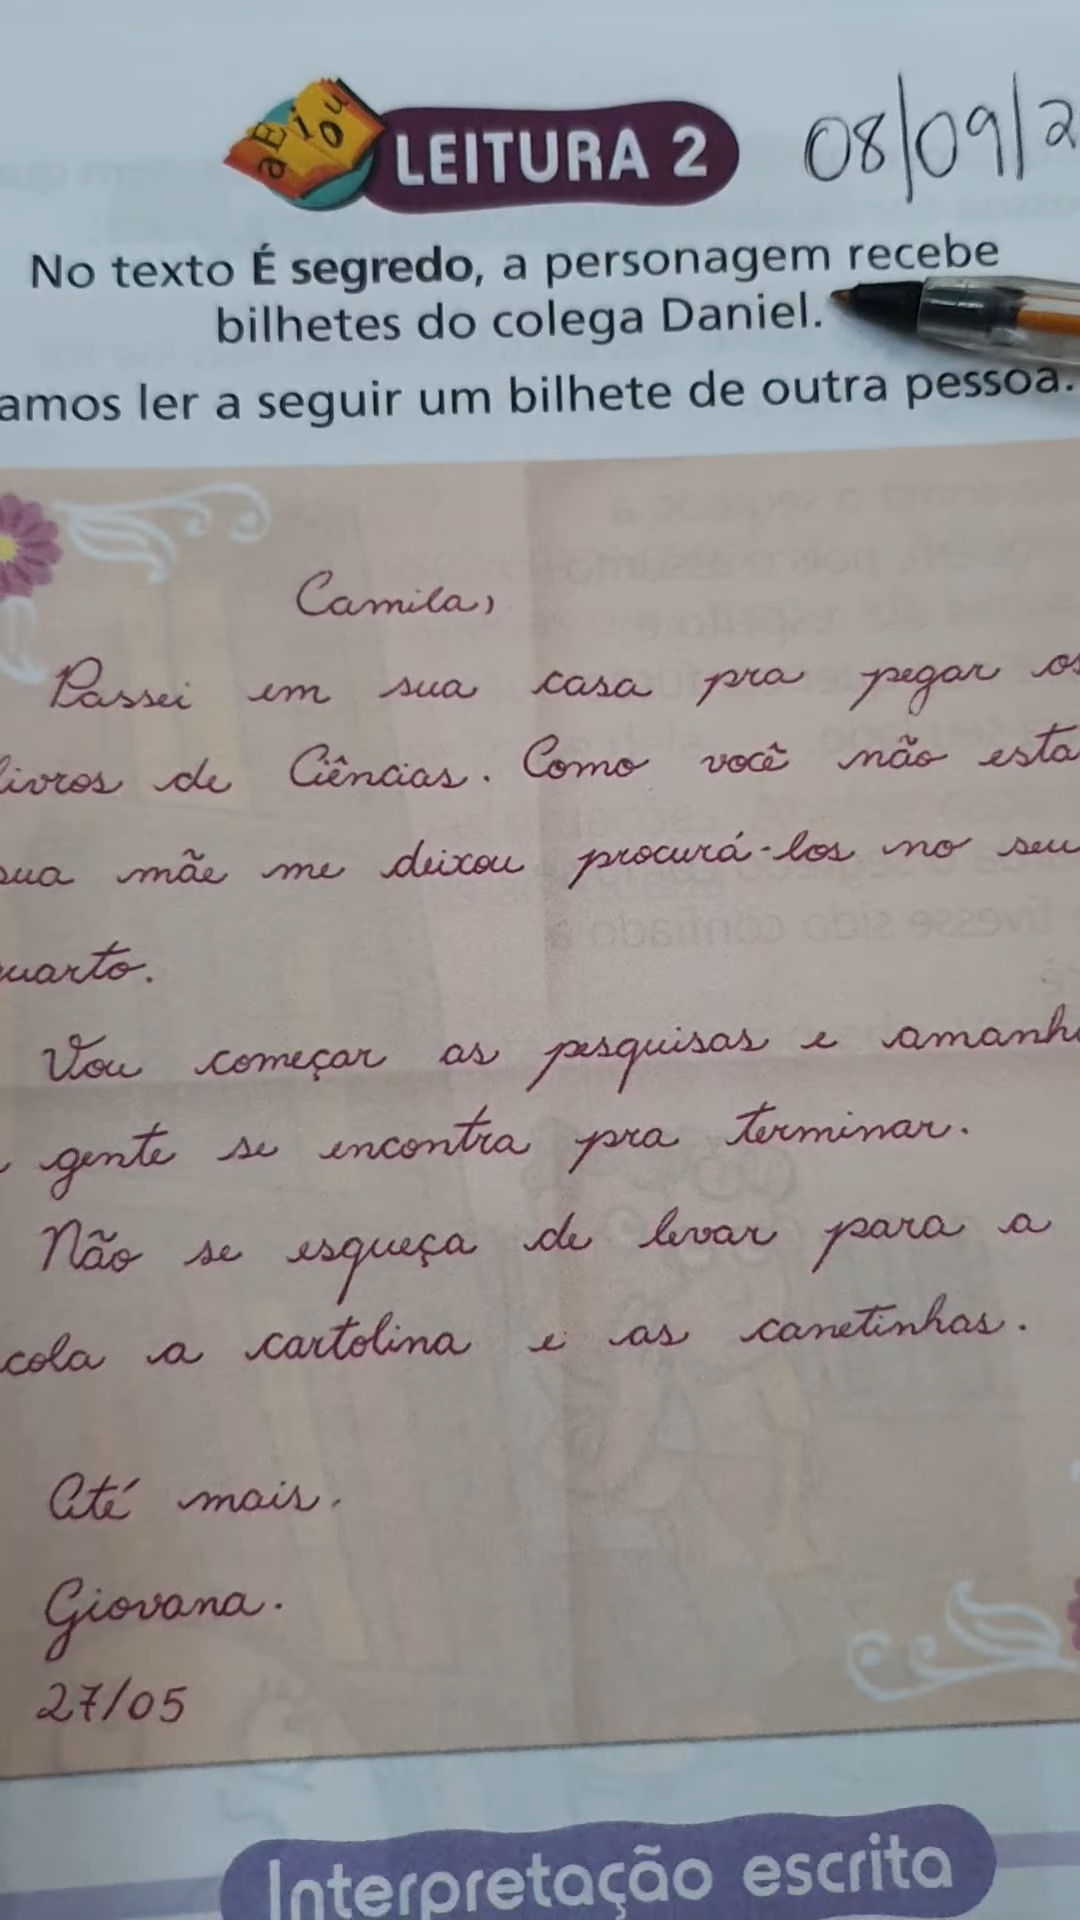 aEiou
LEITURA 2
08/09/2
No texto É segredo, a personagem recebe
bilhetes do colega Daniel.
amos ler a seguir um bilhete de outra pessoa.
Camila,
Passei em sua casa pra pegar os
livros de Ciências. Como você não esta
sua mãe me deixou procurá-los no seu
uarto.
Vou começar as pesquisas e amanh
a gente se encontra pra terminar.
Não se esqueça de levar para a
cola a cartolina e as canetinhas.
Até mais.
Giovana.
27/05
Interpretação escrita